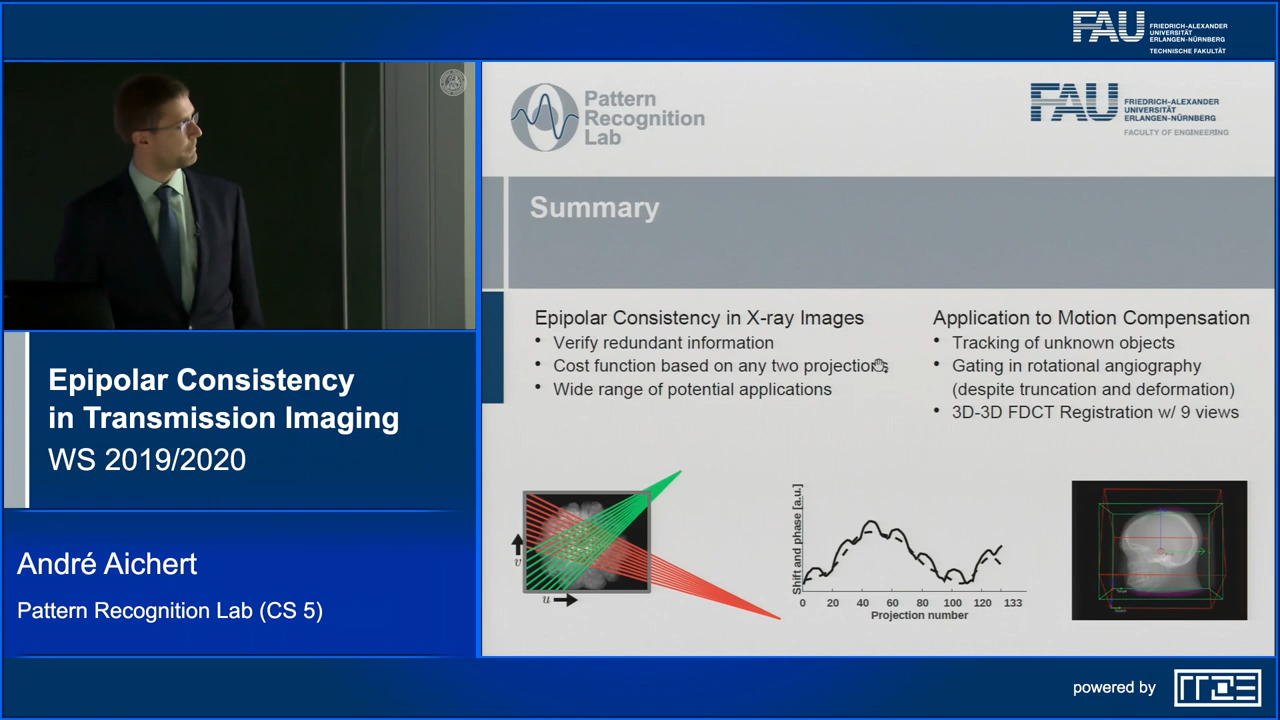 FAU
FRIEDRICH-ALEXANDER
UNIVERSITÄT
ERLANGEN-NÜRNBERG
TECHNISCHE FAKULTÄT
Pattern
Recognition
Lab
FAU
FRIEDRICH-ALEXANDER
UNIVERSITÄT
ERLANGEN-NÜRNBERG
FACULTY OF ENGINEERING
Summary
Epipolar Consistency in X-ray Images
• Verify redundant information
• Cost function based on any two projections
• Wide range of potential applications
Application to Motion Compensation
• Tracking of unknown objects
• Gating in rotational angiography
(despite truncation and deformation)
• 3D-3D FDCT Registration w/ 9 views
v
u
Shift and phase [a.u.]
0 20 40 60 80 100 120 133
Projection number
Epipolar Consistency
in Transmission Imaging
WS 2019/2020
André Aichert
Pattern Recognition Lab (CS 5)
powered by